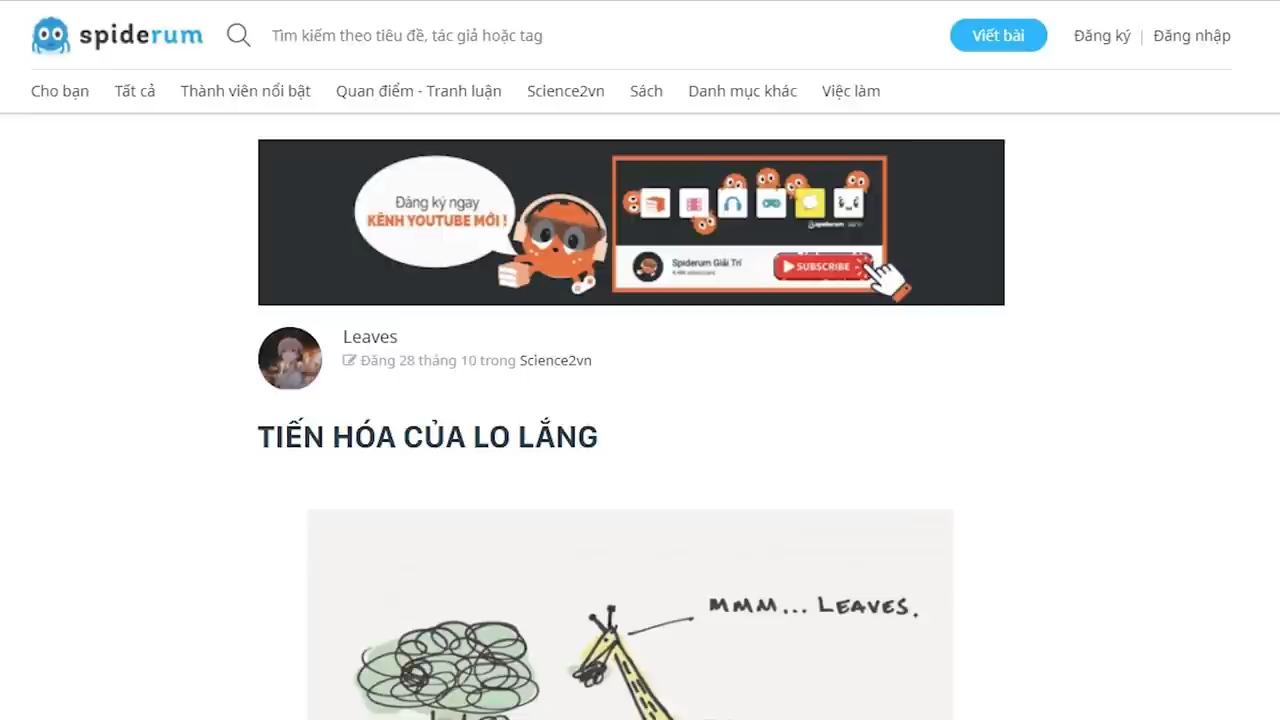 spiderum
Tìm kiếm theo tiêu đề, tác giả hoặc tag
Viết bài
Đăng ký | Đăng nhập
Cho bạn
Tất cả
Thành viên nổi bật
Quan điểm - Tranh luận
Science2vn
Sách
Danh mục khác
Việc làm
Đăng ký ngay
KÊNH YOUTUBE MỚI !
spiderum
Spiderum Giải Trí
SUBSCRIBE
Leaves
Đăng 28 tháng 10 trong Science2vn
TIẾN HÓA CỦA LO LẮNG
MMM... LEAVES.